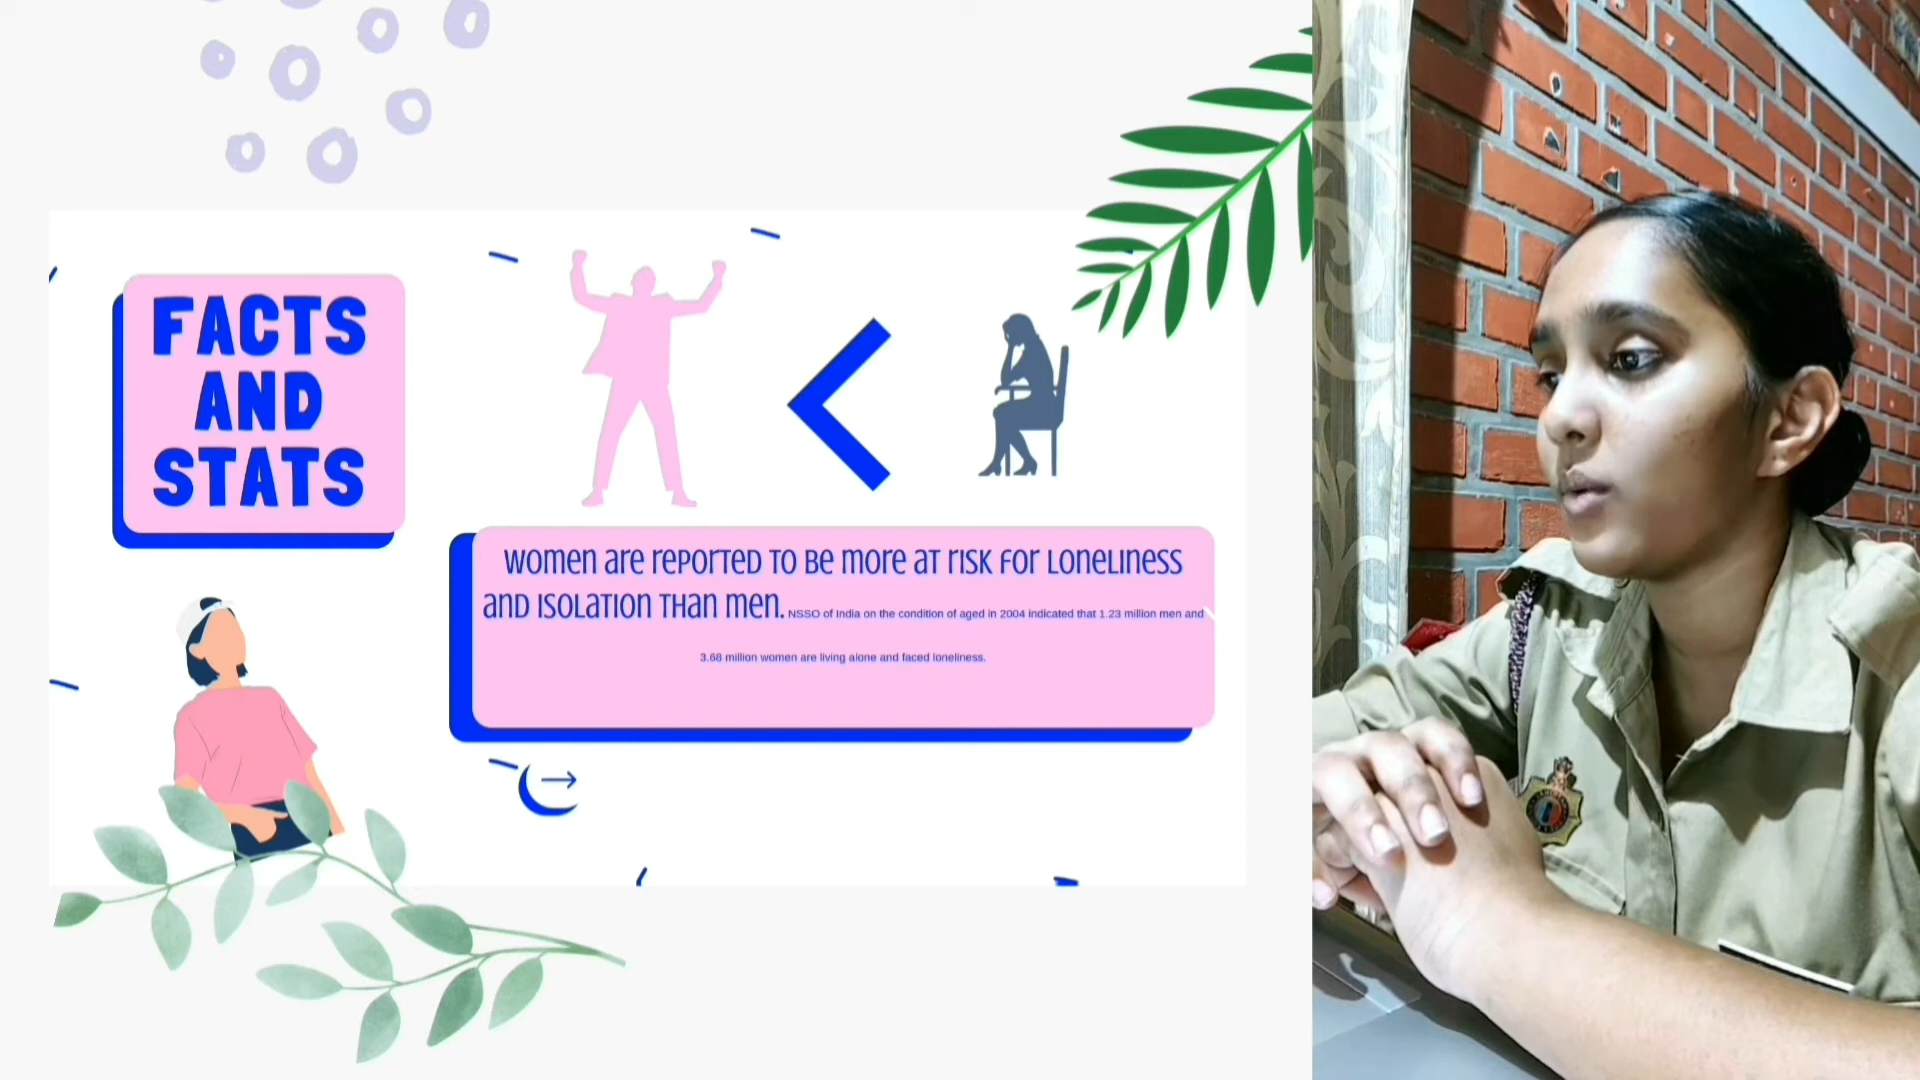 FACTS
AND
STATS
Women are reported to be more at risk for loneliness
and isolation than men. NSSO of India on the condition of aged in 2004 indicated that 1.23 million men and
3.68 million women are living alone and faced loneliness.